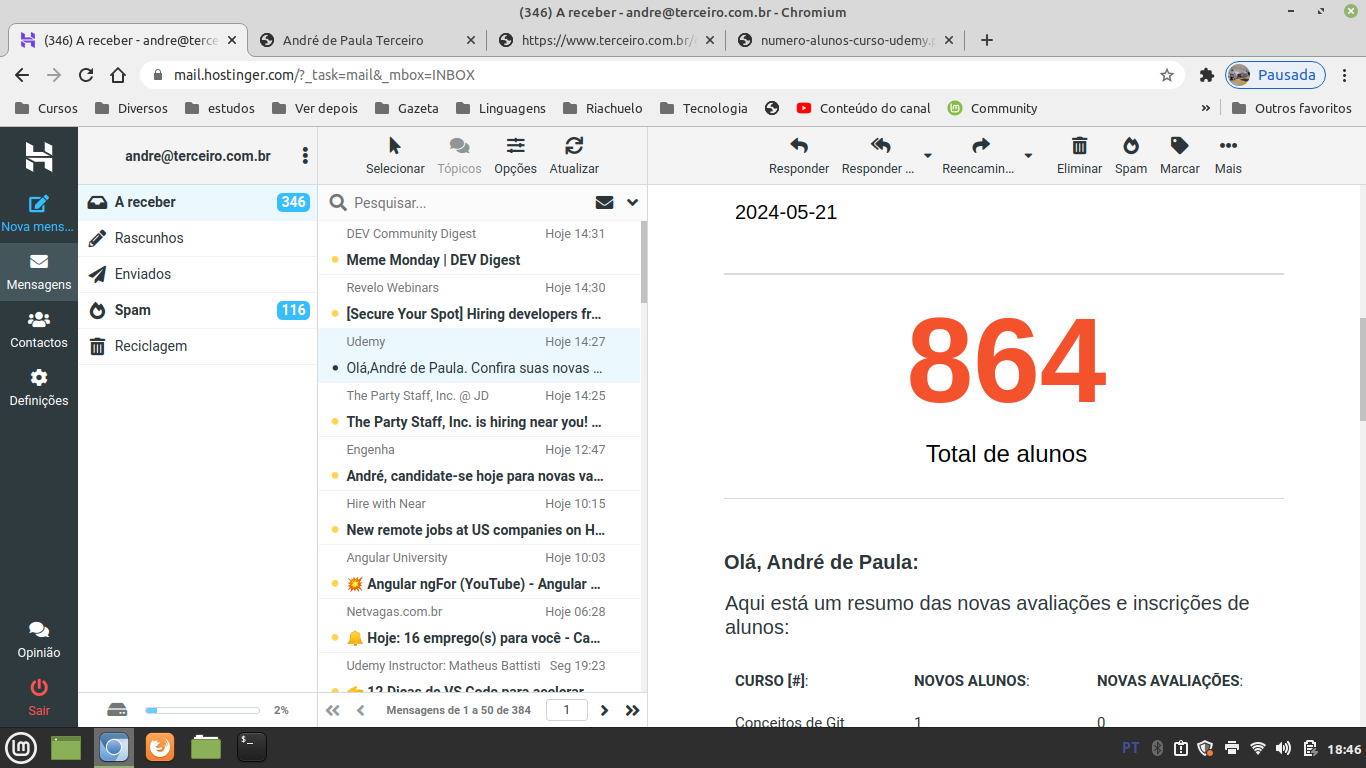 (346) A receber - andre@terceiro.com.br - Chromium
(346) A receber - andre@terce
André de Paula Terceiro
https://www.terceiro.com.br/
numero-alunos-curso-udemy.
mail.hostinger.com/?_task=mail&_mbox=INBOX
Pausada
Cursos
Diversos
estudos
Ver depois
Gazeta
Linguagens
Riachuelo
Tecnologia
Conteúdo do canal
Community
»
Outros favoritos
Nova mens...
Mensagens
Contactos
Definições
Opinião
Sair
andre@terceiro.com.br
A receber 346
Rascunhos
Enviados
Spam 116
Reciclagem
2%
Selecionar
Tópicos
Opções
Atualizar
Pesquisar...
DEV Community Digest Hoje 14:31
Meme Monday | DEV Digest
Revelo Webinars Hoje 14:30
[Secure Your Spot] Hiring developers fr...
Udemy Hoje 14:27
Olá,André de Paula. Confira suas novas ...
The Party Staff, Inc. @ JD Hoje 14:25
The Party Staff, Inc. is hiring near you! ...
Engenha Hoje 12:47
André, candidate-se hoje para novas va...
Hire with Near Hoje 10:15
New remote jobs at US companies on H...
Angular University Hoje 10:03
💥 Angular ngFor (YouTube) - Angular ...
Netvagas.com.br Hoje 06:28
🔔 Hoje: 16 emprego(s) para você - Ca...
Udemy Instructor: Matheus Battisti Seg 19:23
👉 12 Dicas do VS Code para acelerar
Mensagens de 1 a 50 de 384
1
Responder
Responder ...
Reencamin...
Eliminar
Spam
Marcar
Mais
2024-05-21
864
Total de alunos
Olá, André de Paula:
Aqui está um resumo das novas avaliações e inscrições de
alunos:
CURSO [#]: NOVOS ALUNOS: NOVAS AVALIAÇÕES:
Conceitos de Git 1 0
PT
18:46